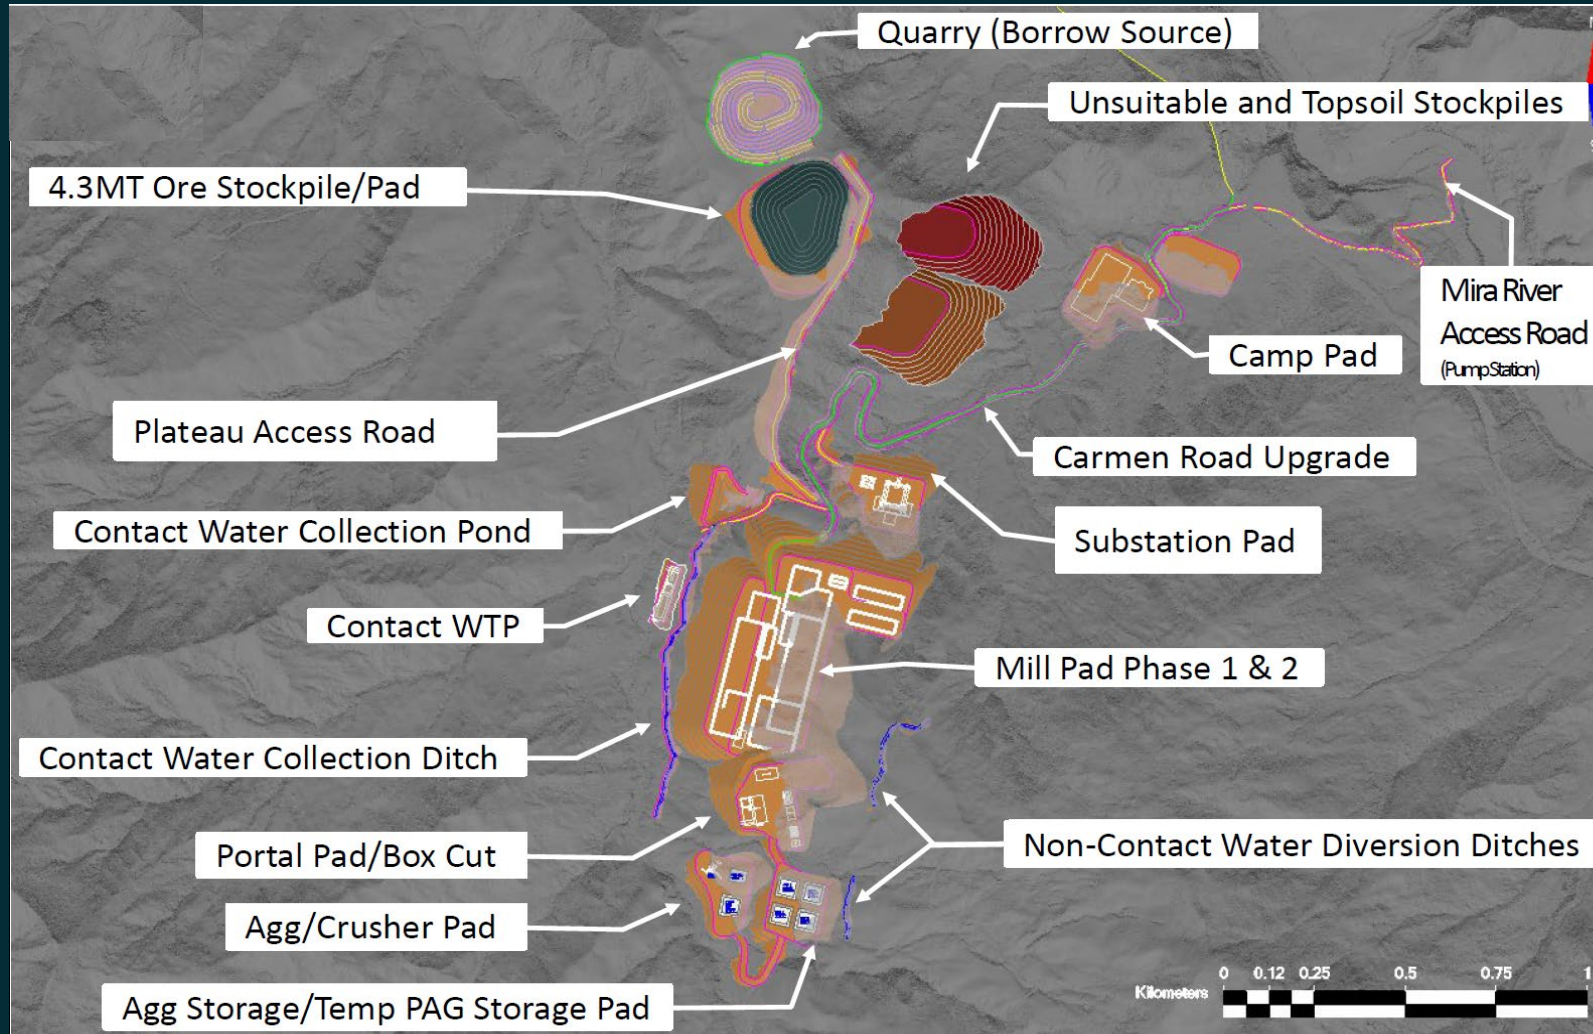 Quarry (Borrow Source)
Unsuitable and Topsoil Stockpiles
4.3MT Ore Stockpile/Pad
Mira River
Access Road
(PumpStation)
Camp Pad
Plateau Access Road
Carmen Road Upgrade
Contact Water Collection Pond
Substation Pad
Contact WTP
Mill Pad Phase 1 & 2
Contact Water Collection Ditch
Non-Contact Water Diversion Ditches
Portal Pad/Box Cut
Agg/Crusher Pad
Agg Storage/Temp PAG Storage Pad
0 0.12 0.25 0.5 0.75 1
Kilometers